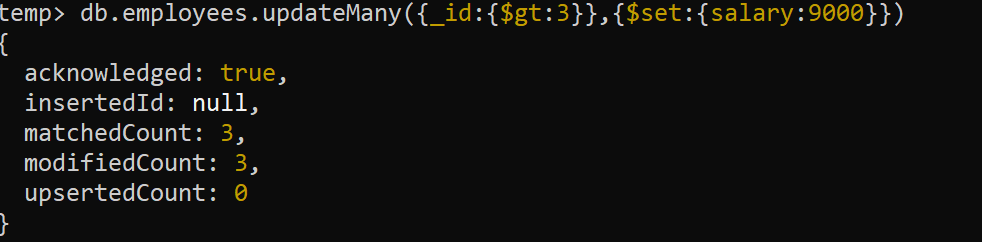 temp> db.employees.updateMany({_id:{$gt:3}},{$set:{salary:9000}})
{
  acknowledged: true,
  insertedId: null,
  matchedCount: 3,
  modifiedCount: 3,
  upsertedCount: 0
}